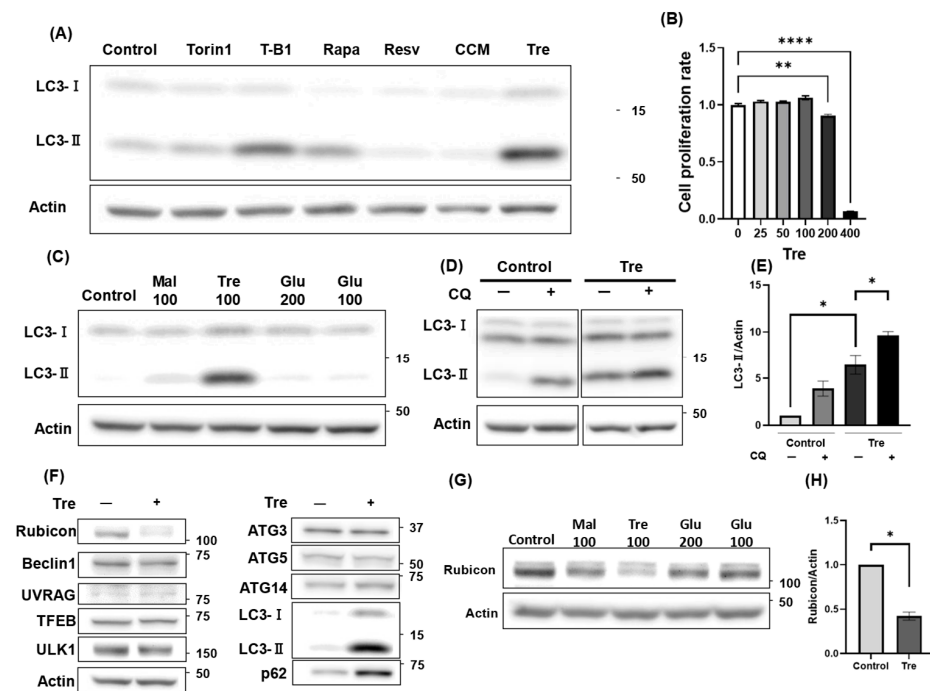 (A)
Control Torin1 T-B1 Rapa Resv CCM Tre
LC3-Ⅰ
- 15
LC3-Ⅱ
- 50
Actin
(B)
Cell proliferation rate
1.5
1.0
0.5
0.0
****
**
0 25 50 100 200 400
Tre
(C)
Control Mal 100 Tre 100 Glu 200 Glu 100
LC3-Ⅰ
15
LC3-Ⅱ
50
Actin
(D)
Control Tre
CQ — + — +
LC3-Ⅰ
15
LC3-Ⅱ
50
Actin
(E)
LC3-Ⅱ/Actin
15
10
5
0
*
*
Control Tre
CQ — + — +
(F)
Tre — +
Rubicon 100
Beclin1 75
UVRAG 75
TFEB 75
ULK1 150
Actin 50
Tre — +
ATG3 37
ATG5 50
ATG14 75
LC3-Ⅰ
15
LC3-Ⅱ
p62 75
(G)
Control Mal 100 Tre 100 Glu 200 Glu 100
Rubicon
100
50
Actin
(H)
Rubicon/Actin
1.5
1.0
0.5
0.0
*
Control Tre